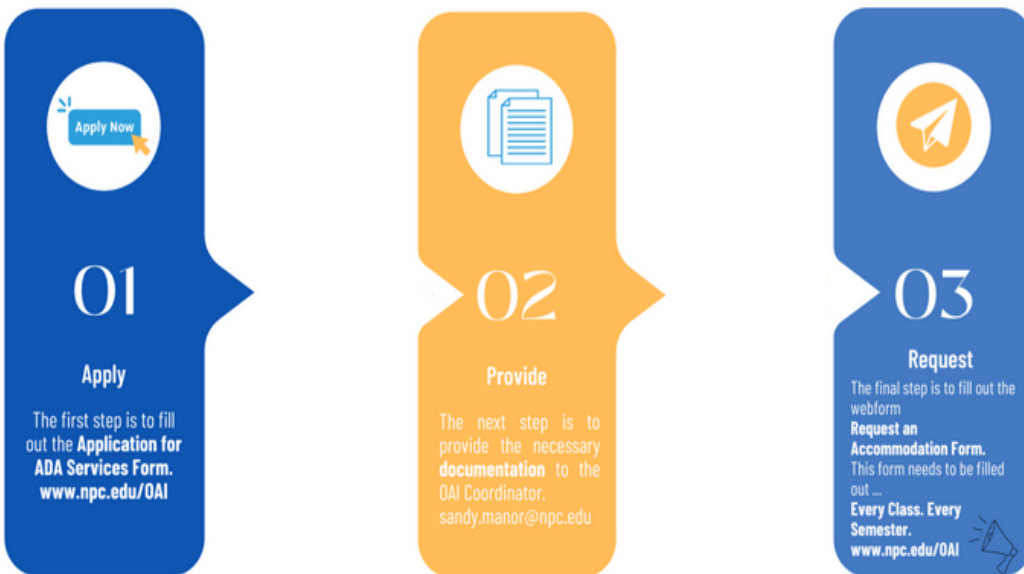 Apply Now
01
Apply
The first step is to fill
out the Application for
ADA Services Form.
www.npc.edu/OAI
02
Provide
The next step is to
provide the necessary
documentation to the
OAI Coordinator.
sandy.manor@npc.edu
03
Request
The final step is to fill out the
webform
Request an
Accommodation Form.
This form needs to be filled
out ...
Every Class. Every
Semester.
www.npc.edu/OAI